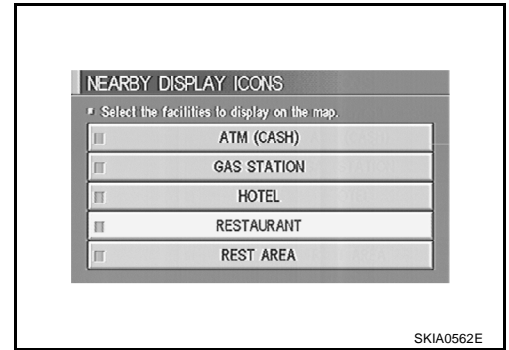 NEARBY DISPLAY ICONS
Select the facilities to display on the map.
ATM (CASH)
GAS STATION
HOTEL
RESTAURANT
REST AREA
SKIA0562E